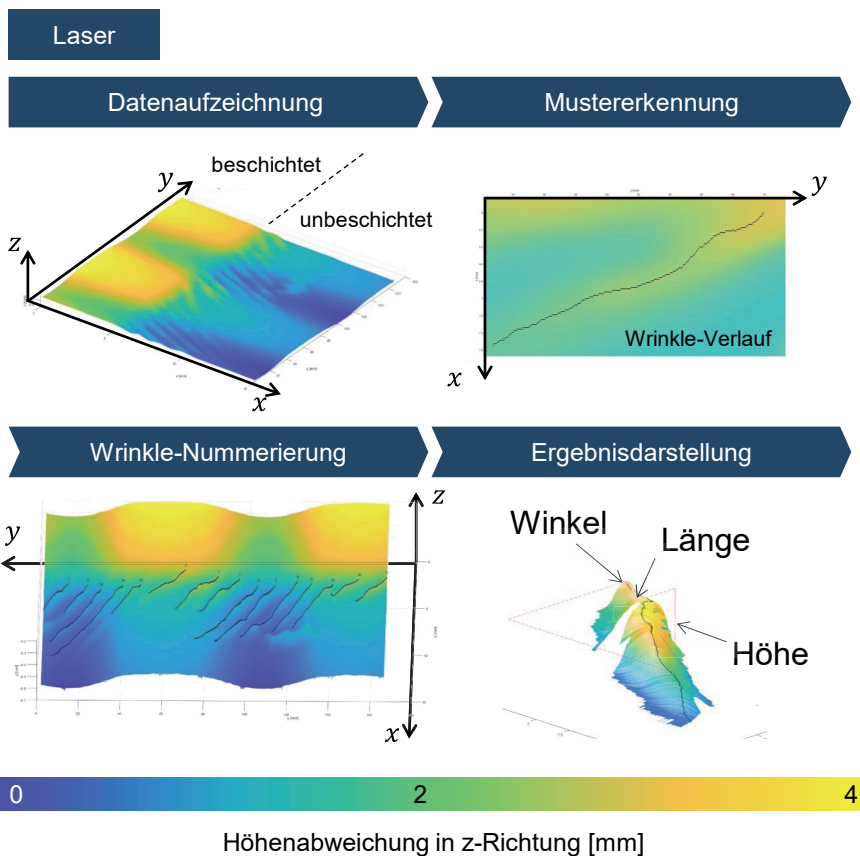 Laser
Datenaufzeichnung
Mustererkennung
beschichtet
unbeschichtet
y
z
x
y
x
Wrinkle-Verlauf
Wrinkle-Nummerierung
Ergebnisdarstellung
z
y
x
Winkel
Länge
Höhe
0 2 4
Höhenabweichung in z-Richtung [mm]